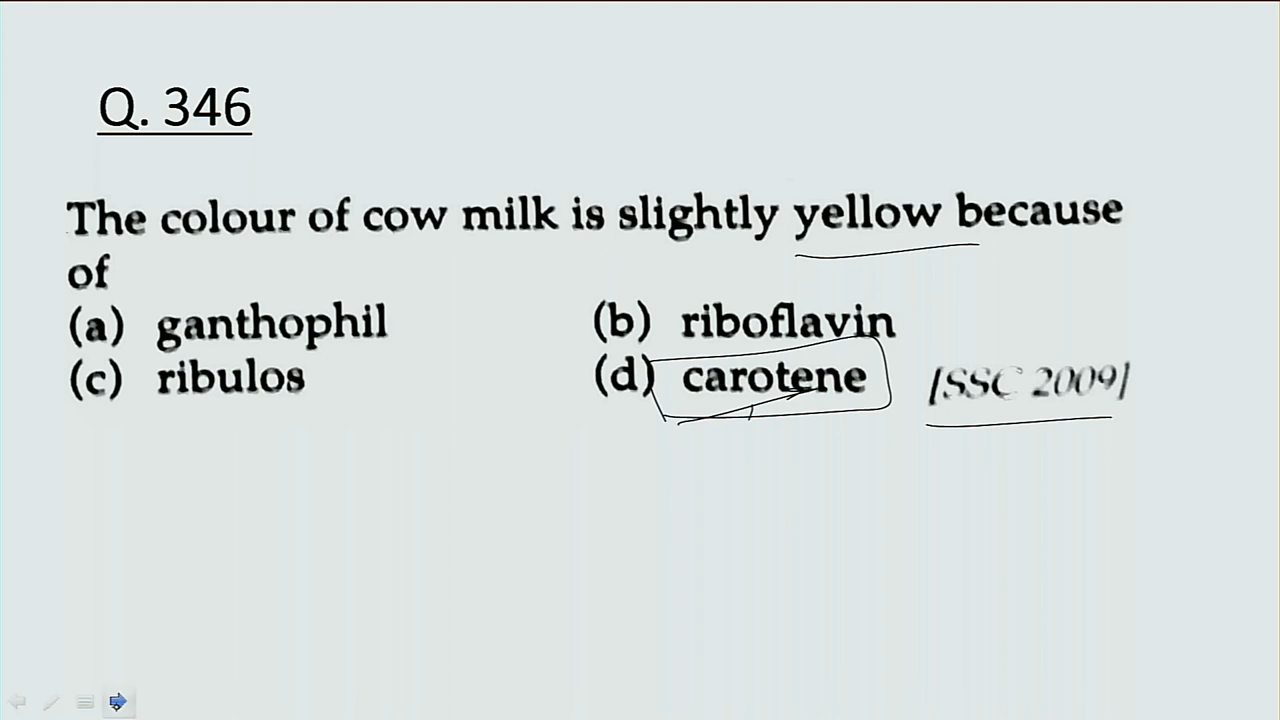 Q. 346
The colour of cow milk is slightly yellow because
of
(a) ganthophil (b) riboflavin
(c) ribulos (d) carotene [SSC 2009]